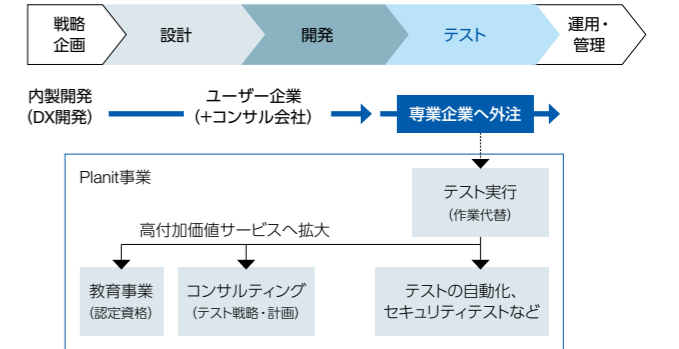 戦略
企画
設計
開発
テスト
運用・
管理
内製開発
(DX開発)
ユーザー企業
(+コンサル会社)
専業企業へ外注
Planit事業
テスト実行
(作業代替)
高付加価値サービスへ拡大
教育事業
(認定資格)
コンサルティング
(テスト戦略・計画)
テストの自動化、
セキュリティテストなど